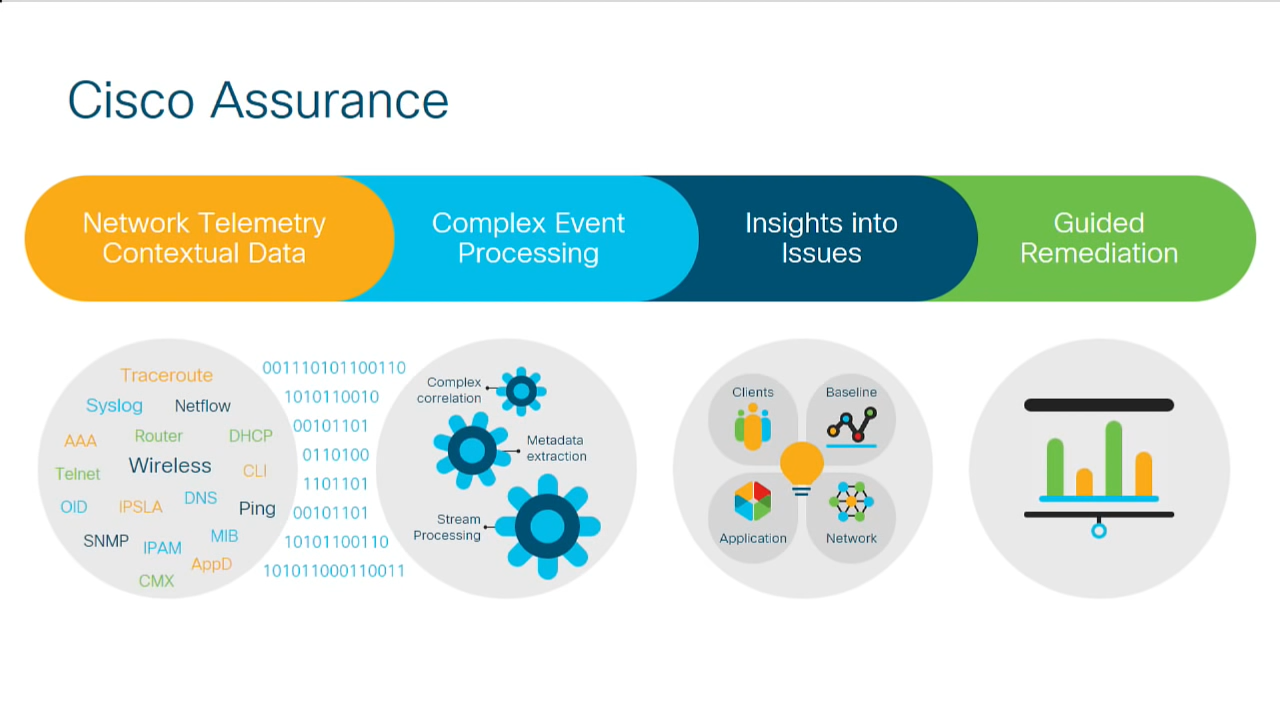 Cisco Assurance
Network Telemetry
Contextual Data
Complex Event
Processing
Insights into
Issues
Guided
Remediation
Traceroute
Syslog Netflow
AAA Router DHCP
Wireless
Telnet CLI
OID IPSLA DNS Ping
SNMP IPAM MIB
AppD
CMX
001110101100110
1010110010
00101101
0110100
1101101
00101101
10101100110
101011000110011
Complex
correlation
Metadata
extraction
Stream
Processing
Clients
Baseline
Application
Network